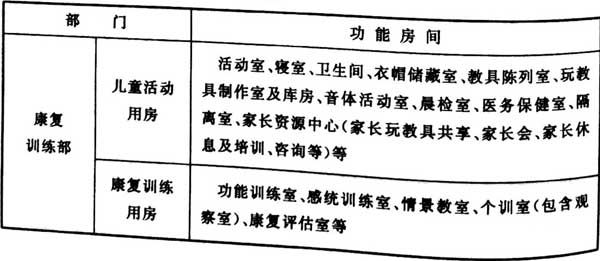 部 门
功能房间
康复
训练部
儿童活动
用房
活动室、寝室、卫生间、衣帽储藏室、教具陈列室、玩教
具制作室及库房、音体活动室、晨检室、医务保健室、隔
离室、家长资源中心(家长玩教具共享、家长会、家长休
息及培训、咨询等)等
康复训练
用房
功能训练室、感统训练室、情景教室、个训室(包含观
察室)、康复评估室等